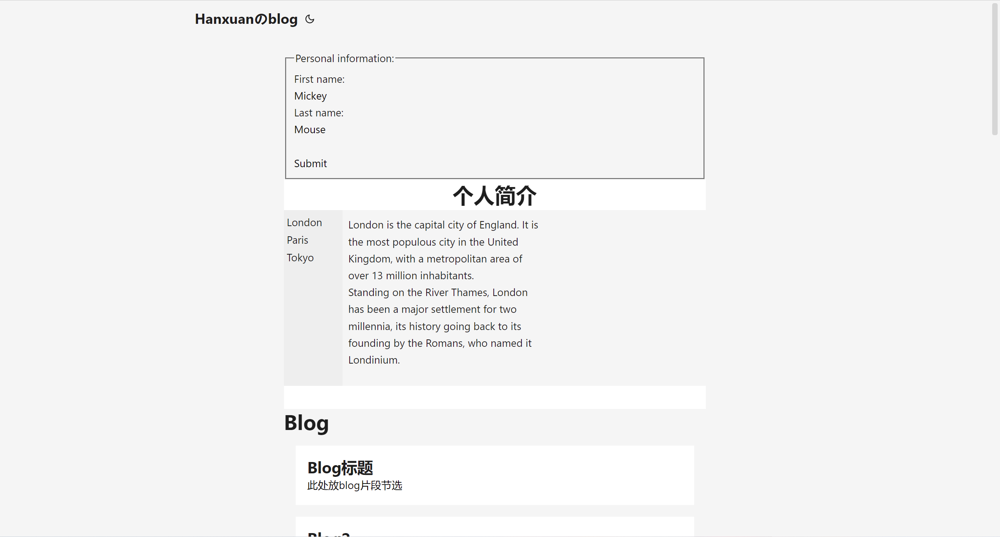 Hanxuanのblog
Personal information:
First name:
Mickey
Last name:
Mouse
Submit
个人简介
London
Paris
Tokyo
London is the capital city of England. It is
the most populous city in the United
Kingdom, with a metropolitan area of
over 13 million inhabitants.
Standing on the River Thames, London
has been a major settlement for two
millennia, its history going back to its
founding by the Romans, who named it
Londinium.
Blog
Blog标题
此处放blog片段节选